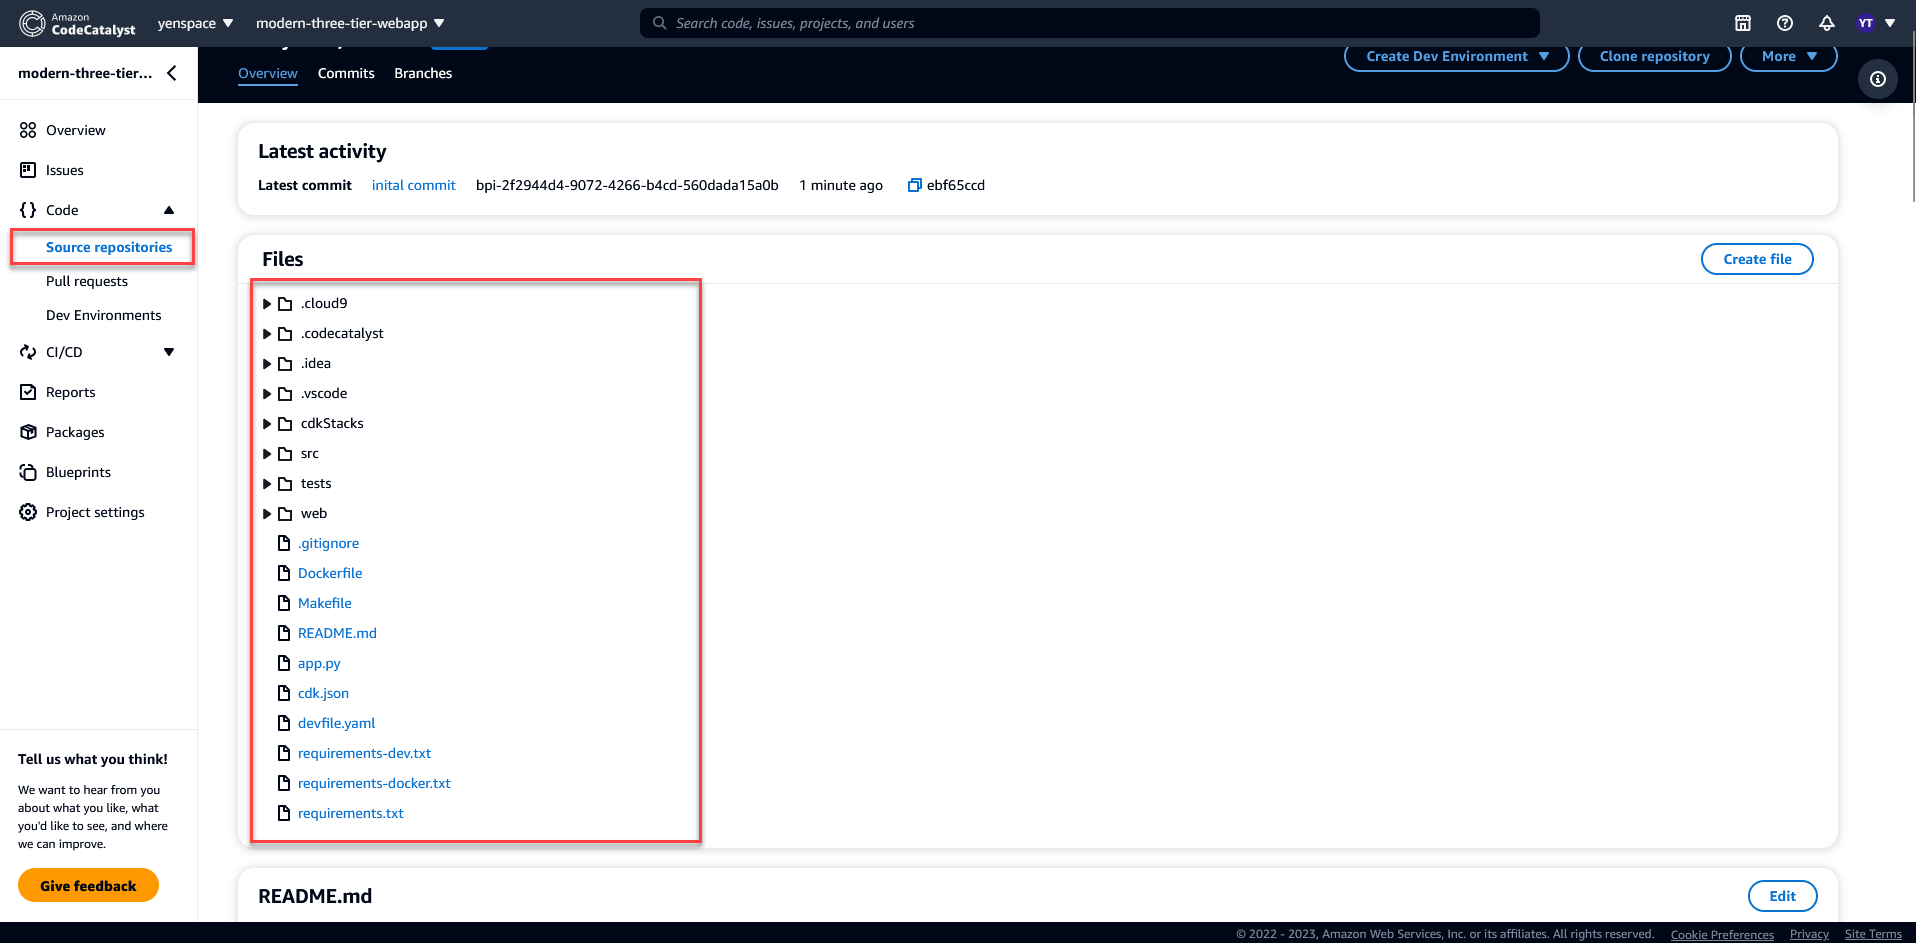 Amazon
CodeCatalyst
yenspace
modern-three-tier-webapp
Search code, issues, projects, and users
YT
modern-three-tier...
Overview
Issues
Code
Source repositories
Pull requests
Dev Environments
CI/CD
Reports
Packages
Blueprints
Project settings
Tell us what you think!
We want to hear from you
about what you like, what
you'd like to see, and where
we can improve.
Give feedback
Overview Commits Branches
Create Dev Environment
Clone repository
More
Latest activity
Latest commit inital commit bpi-2f2944d4-9072-4266-b4cd-560dada15a0b 1 minute ago ebf65ccd
Files
Create file
.cloud9
.codecatalyst
.idea
.vscode
cdkStacks
src
tests
web
.gitignore
Dockerfile
Makefile
README.md
app.py
cdk.json
devfile.yaml
requirements-dev.txt
requirements-docker.txt
requirements.txt
README.md
Edit
© 2022 - 2023, Amazon Web Services, Inc. or its affiliates. All rights reserved. Cookie Preferences Privacy Site Terms